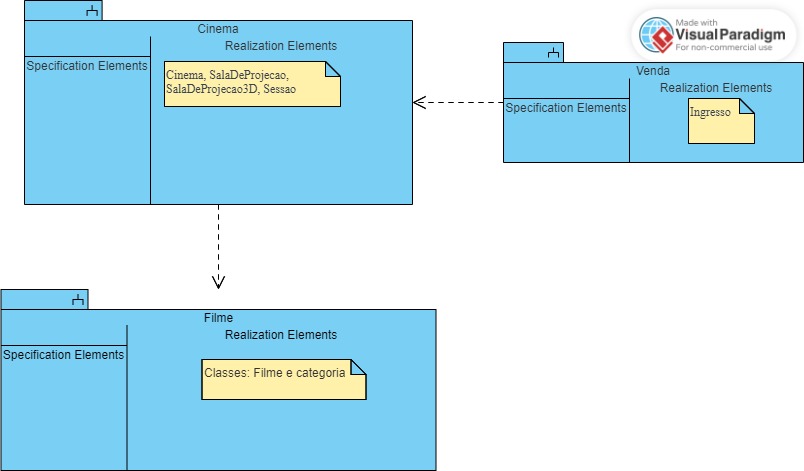 Cinema
Realization Elements
Specification Elements
Cinema, SalaDeProjecao,
SalaDeProjecao3D, Sessao
Made with
Visual Paradigm
For non-commercial use
Venda
Realization Elements
Specification Elements
Ingresso
Filme
Realization Elements
Specification Elements
Classes: Filme e categoria